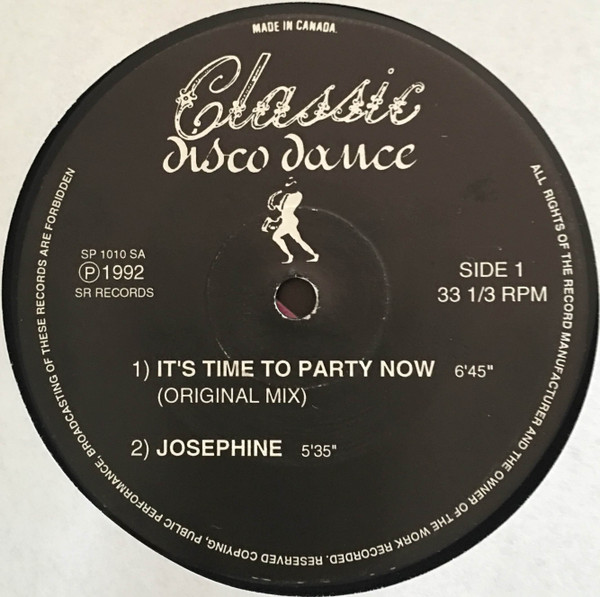 MADE IN CANADA.
Classic
disco dance
SP 1010 SA
Ⓟ 1992
SR RECORDS
SIDE 1
33 1/3 RPM
1) IT'S TIME TO PARTY NOW 6'45"
(ORIGINAL MIX)
2) JOSEPHINE 5'35"
ALL RIGHTS OF THE RECORD MANUFACTURER AND THE OWNER OF THE WORK RECORDED. RESERVED COPYING, PUBLIC PERFORMANCE, BROADCASTING OF THESE RECORDS ARE FORBIDDEN